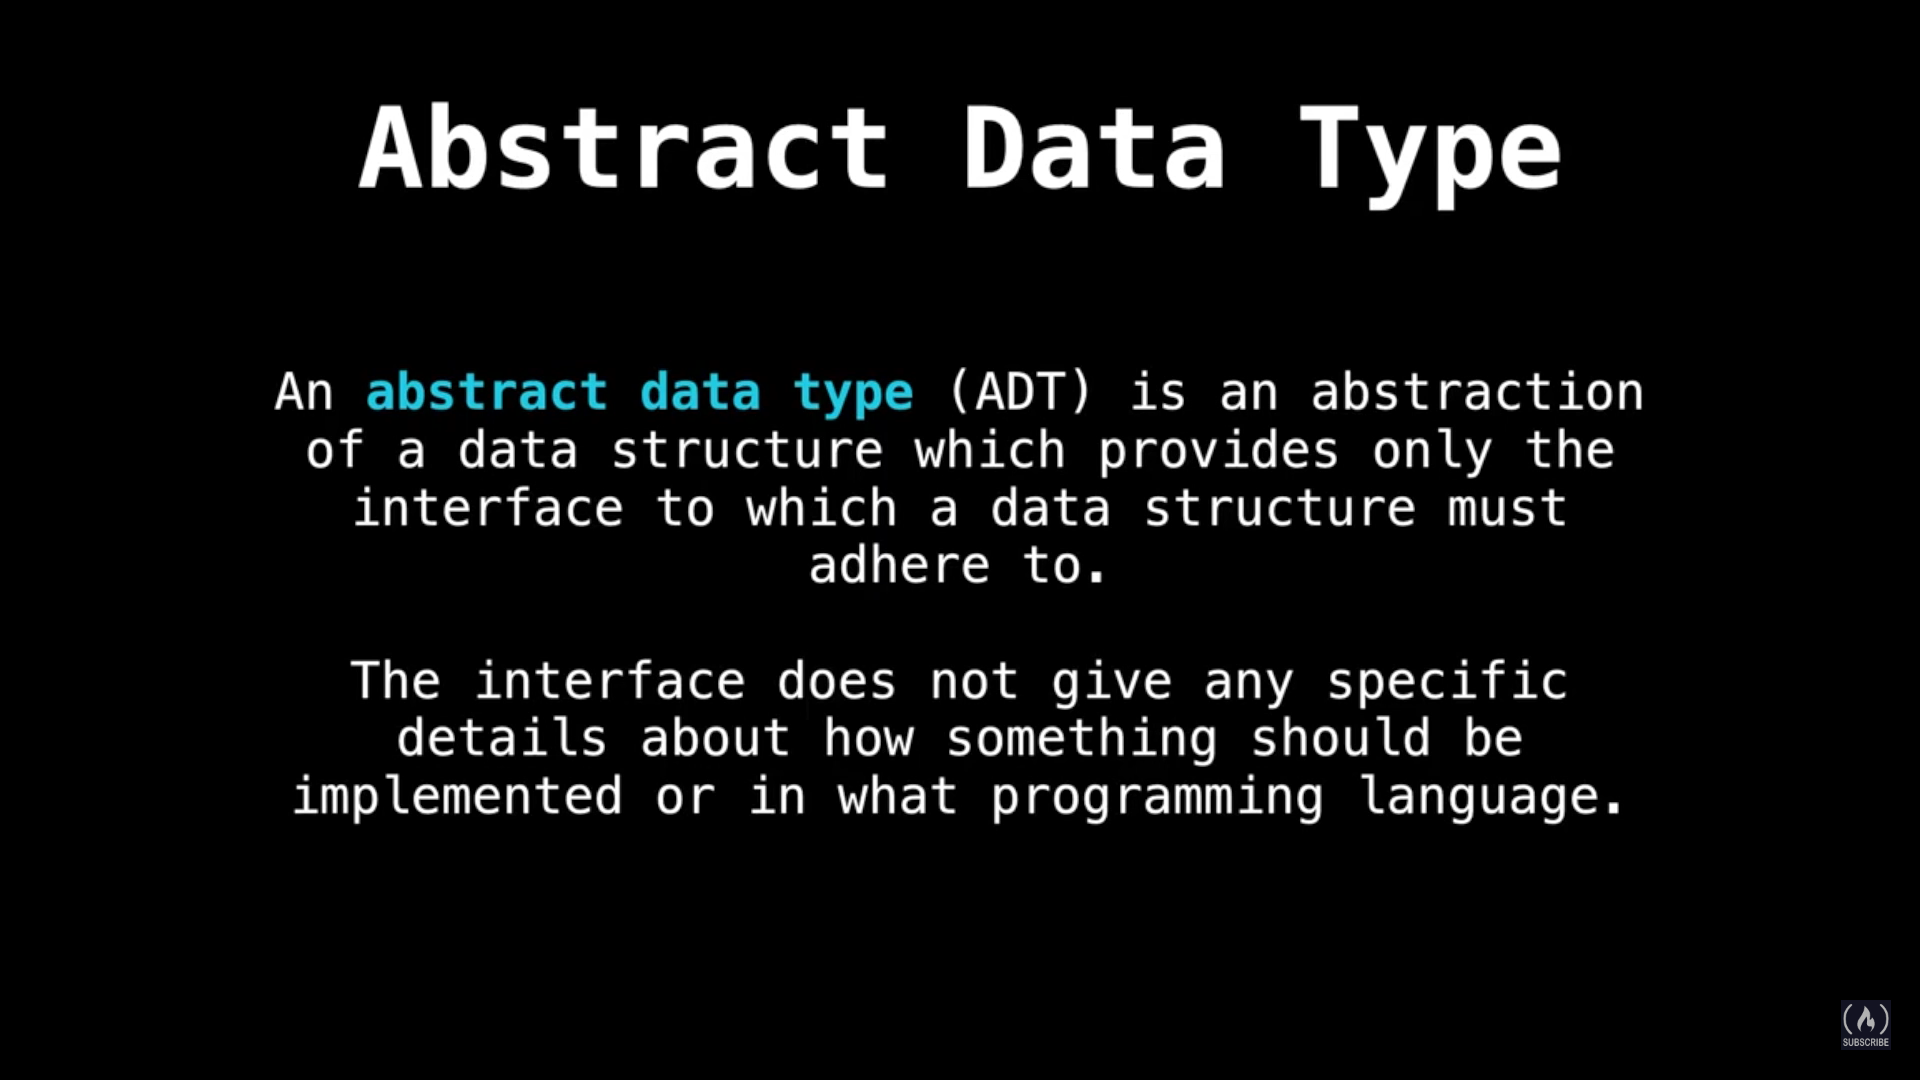 Abstract Data Type
An abstract data type (ADT) is an abstraction
of a data structure which provides only the
interface to which a data structure must
adhere to.
The interface does not give any specific
details about how something should be
implemented or in what programming language.
SUBSCRIBE